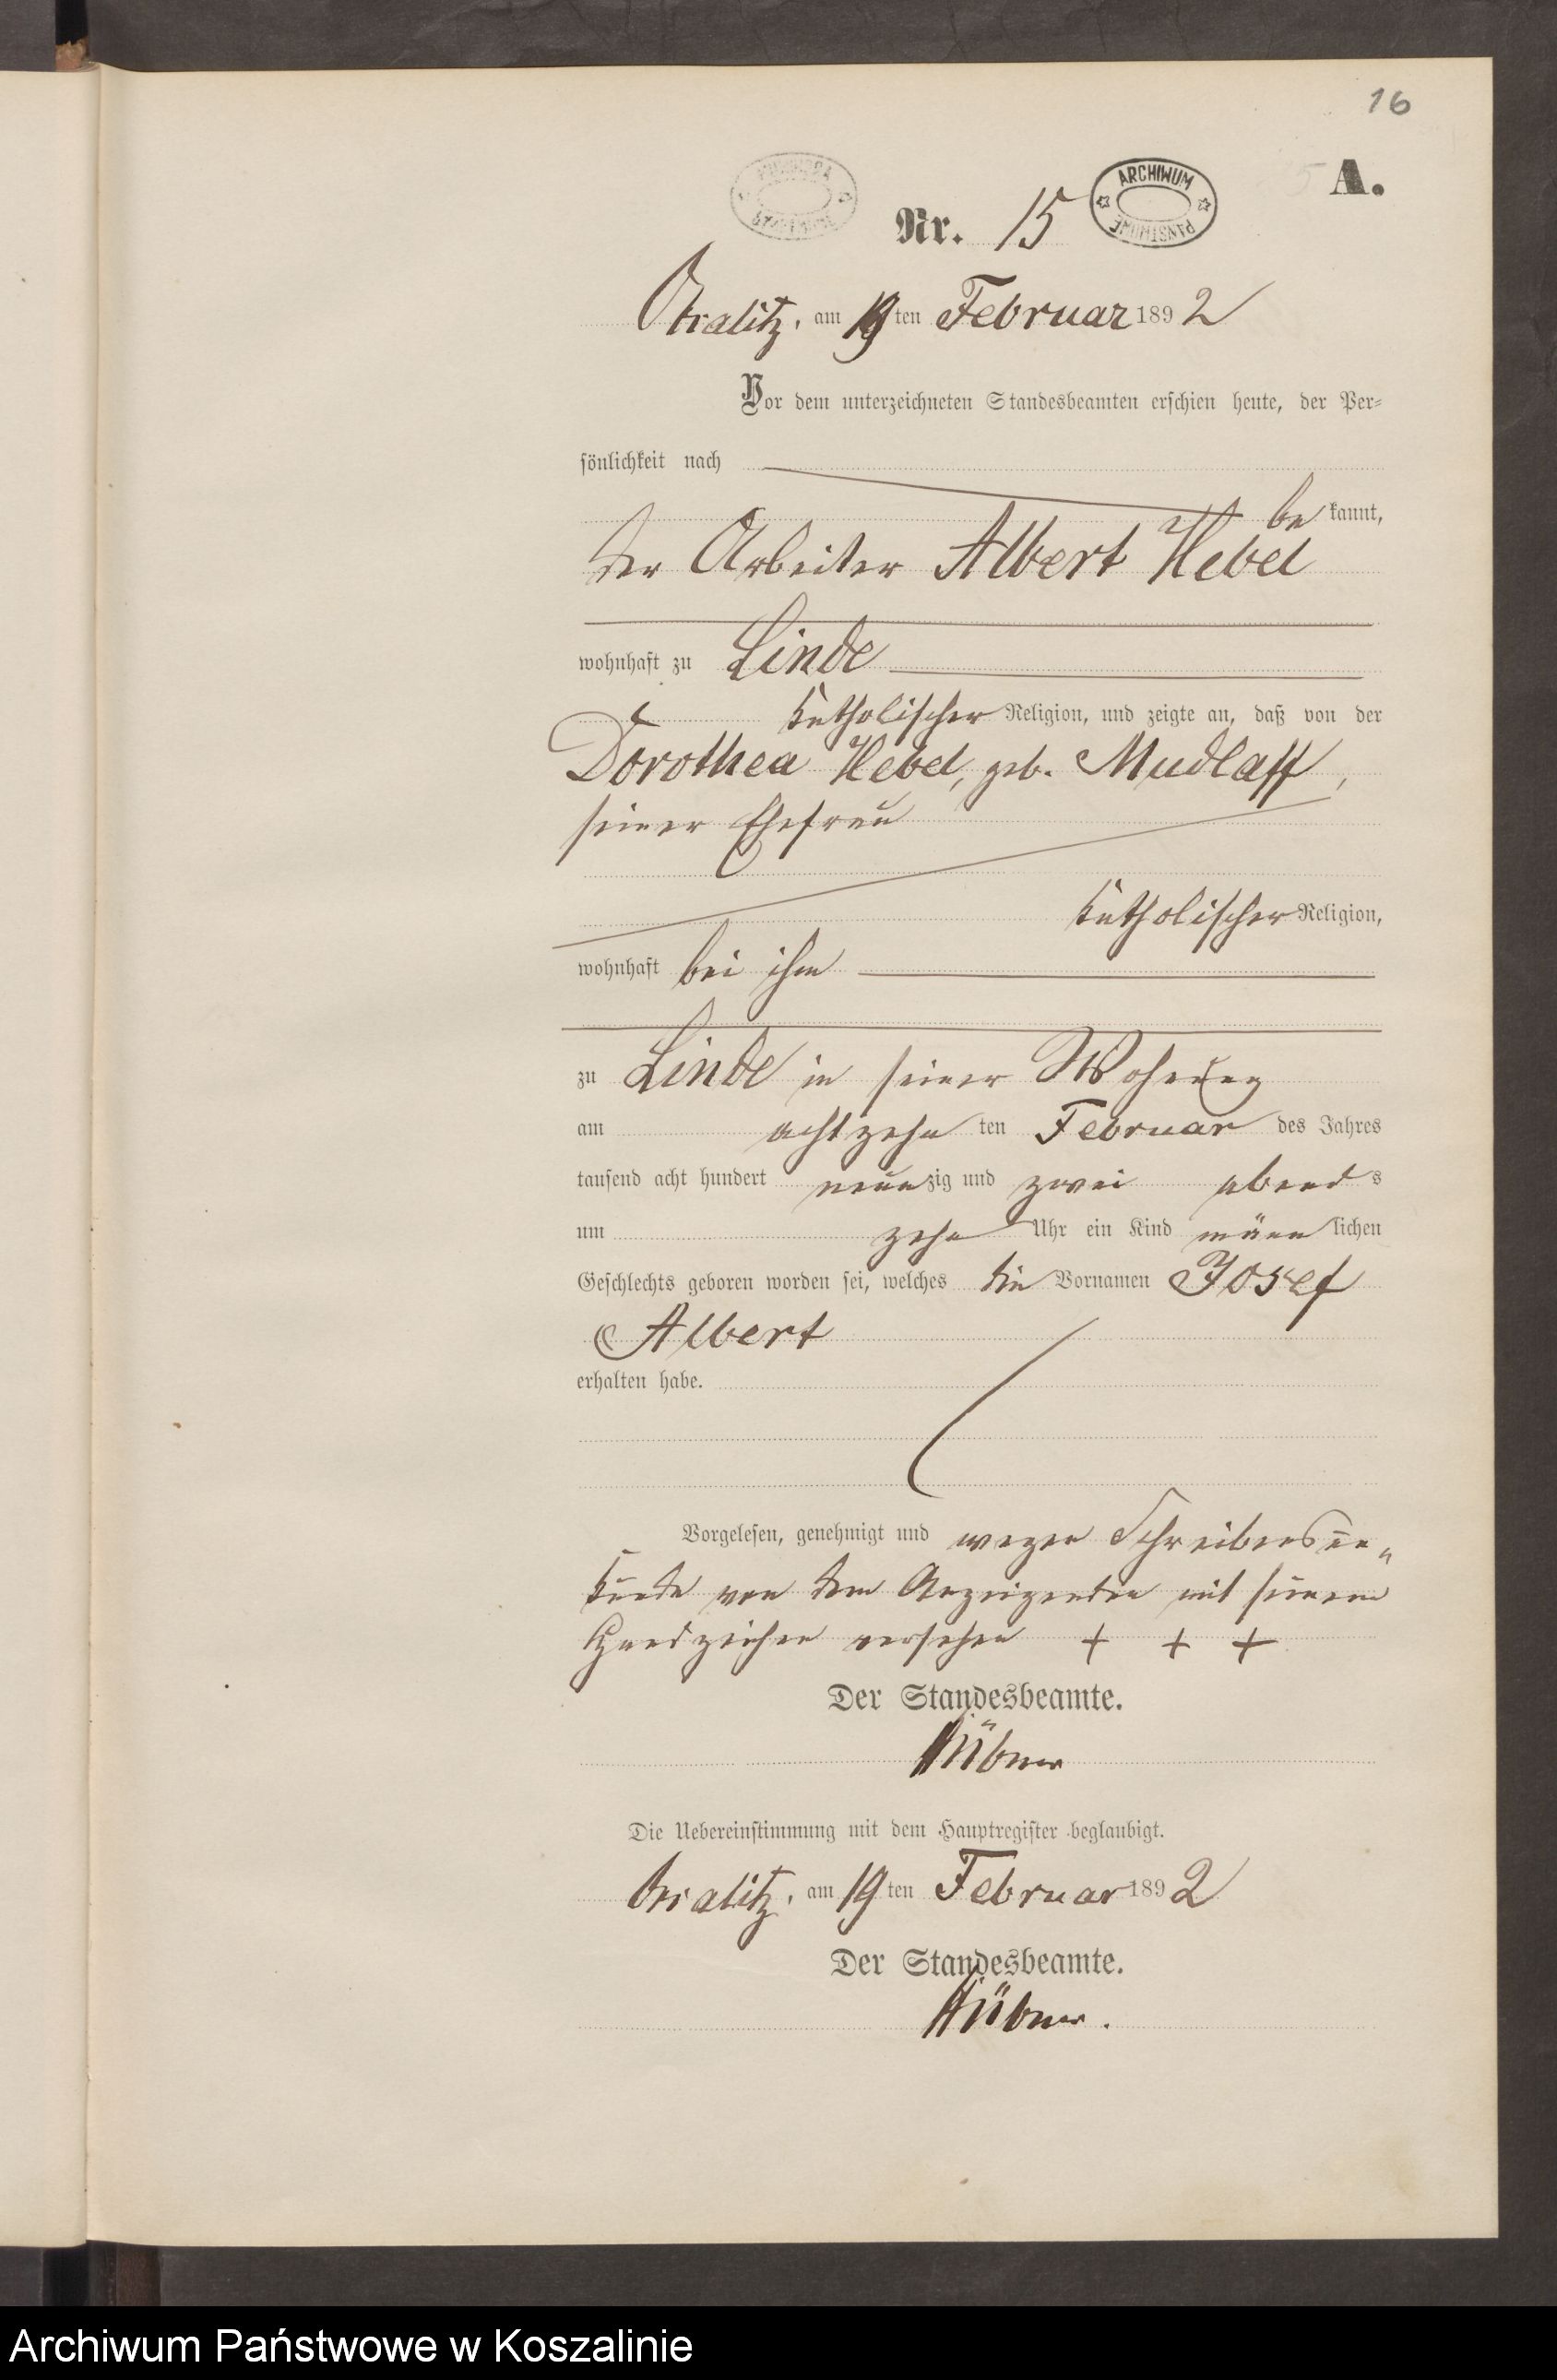 16
ARCHIWUM PAŃSTWOWE
A.
Nr. 15
am 19ten Februar 1892
Vor dem unterzeichneten Standesbeamten erschien heute, der Per-
sönlichkeit nach
bekannt,
der Arbeiter Albert Hebel
wohnhaft zu Linde
katholischer Religion, und zeigte an, daß von der
Dorothea Hebel, geb. Mudlaff,
seiner Ehefrau
katholischer Religion,
wohnhaft bei ihm
zu Linde in seiner Wohnung
am achtzehnten Februar des Jahres
tausend acht hundert neunzig und zwei abends
um zehn Uhr ein Kind männlichen
Geschlechts geboren worden sei, welches die Vornamen Josef
Albert
erhalten habe.
Vorgelesen, genehmigt und wegen Schreibensun-
kunde von dem Anzeigenden mit seinem
Handzeichen versehen + + +
Der Standesbeamte.
Hübner
Die Uebereinstimmung mit dem Hauptregister beglaubigt.
am 19ten Februar 1892
Der Standesbeamte.
Hübner.
Archiwum Państwowe w Koszalinie